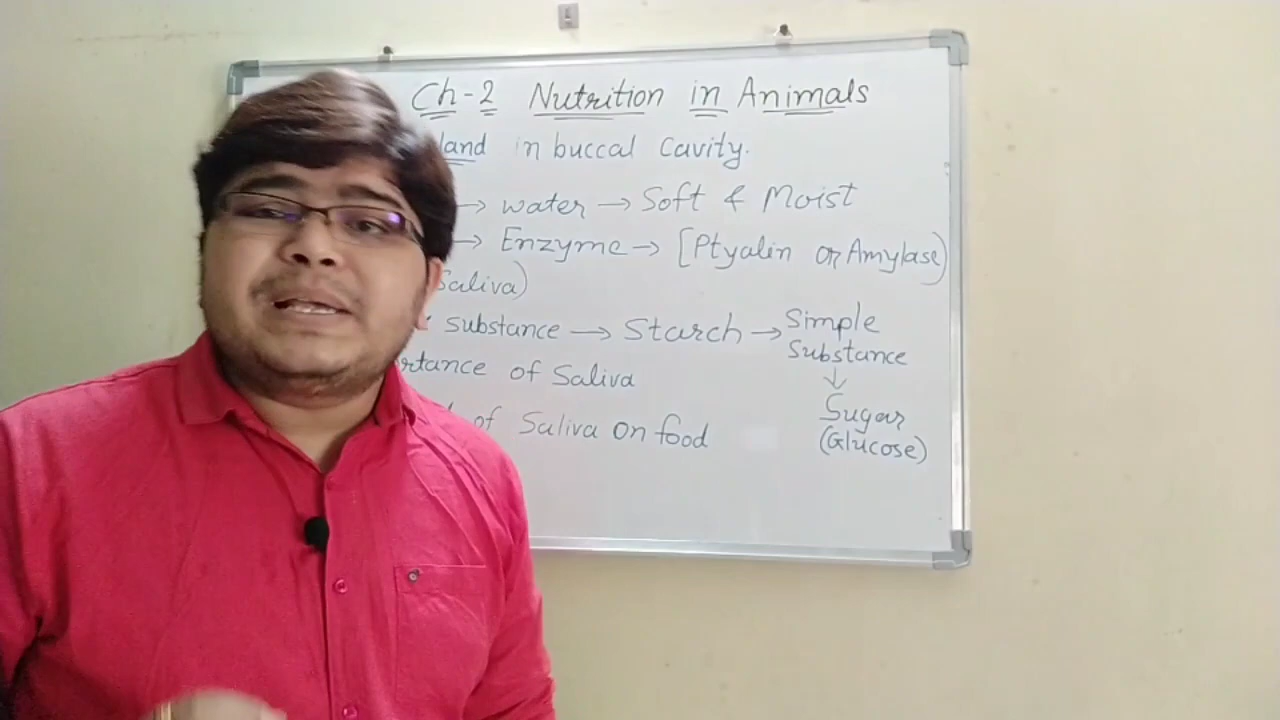 Ch-2 Nutrition in Animals
land in buccal Cavity.
→ water → Soft & Moist
→ Enzyme → [Ptyalin or Amylase)
Saliva)
substance → Starch → Simple Substance
↓
Sugar
(Glucose)
rtance of Saliva
of Saliva on food